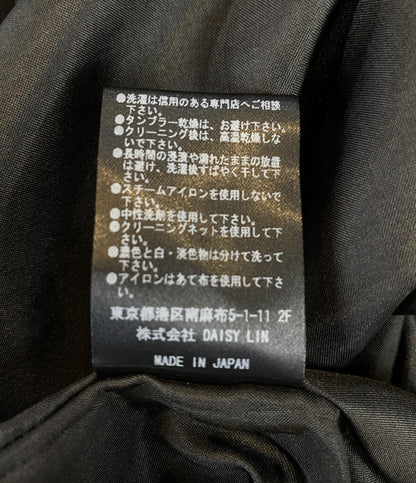 ●洗濯は信用のある専門店へご相談
下さい。
●タンブラー乾燥は、お避け下さい。
●クリーニング後は、高温乾燥しな
いで下さい。
●長時間の浸漬や濡れたままの放置
は避け、洗濯後すばやく干して下
さい。
●スチームアイロンを使用しないで
下さい。
●中性洗剤を使用して下さい。
●クリーニングネットを使用して下
さい。
●濃色と白・淡色物は分けて洗って
下さい。
●アイロンはあて布を使用して下さい。
東京都港区南麻布5-1-11 2F
株式会社 DAISY LIN
MADE IN JAPAN